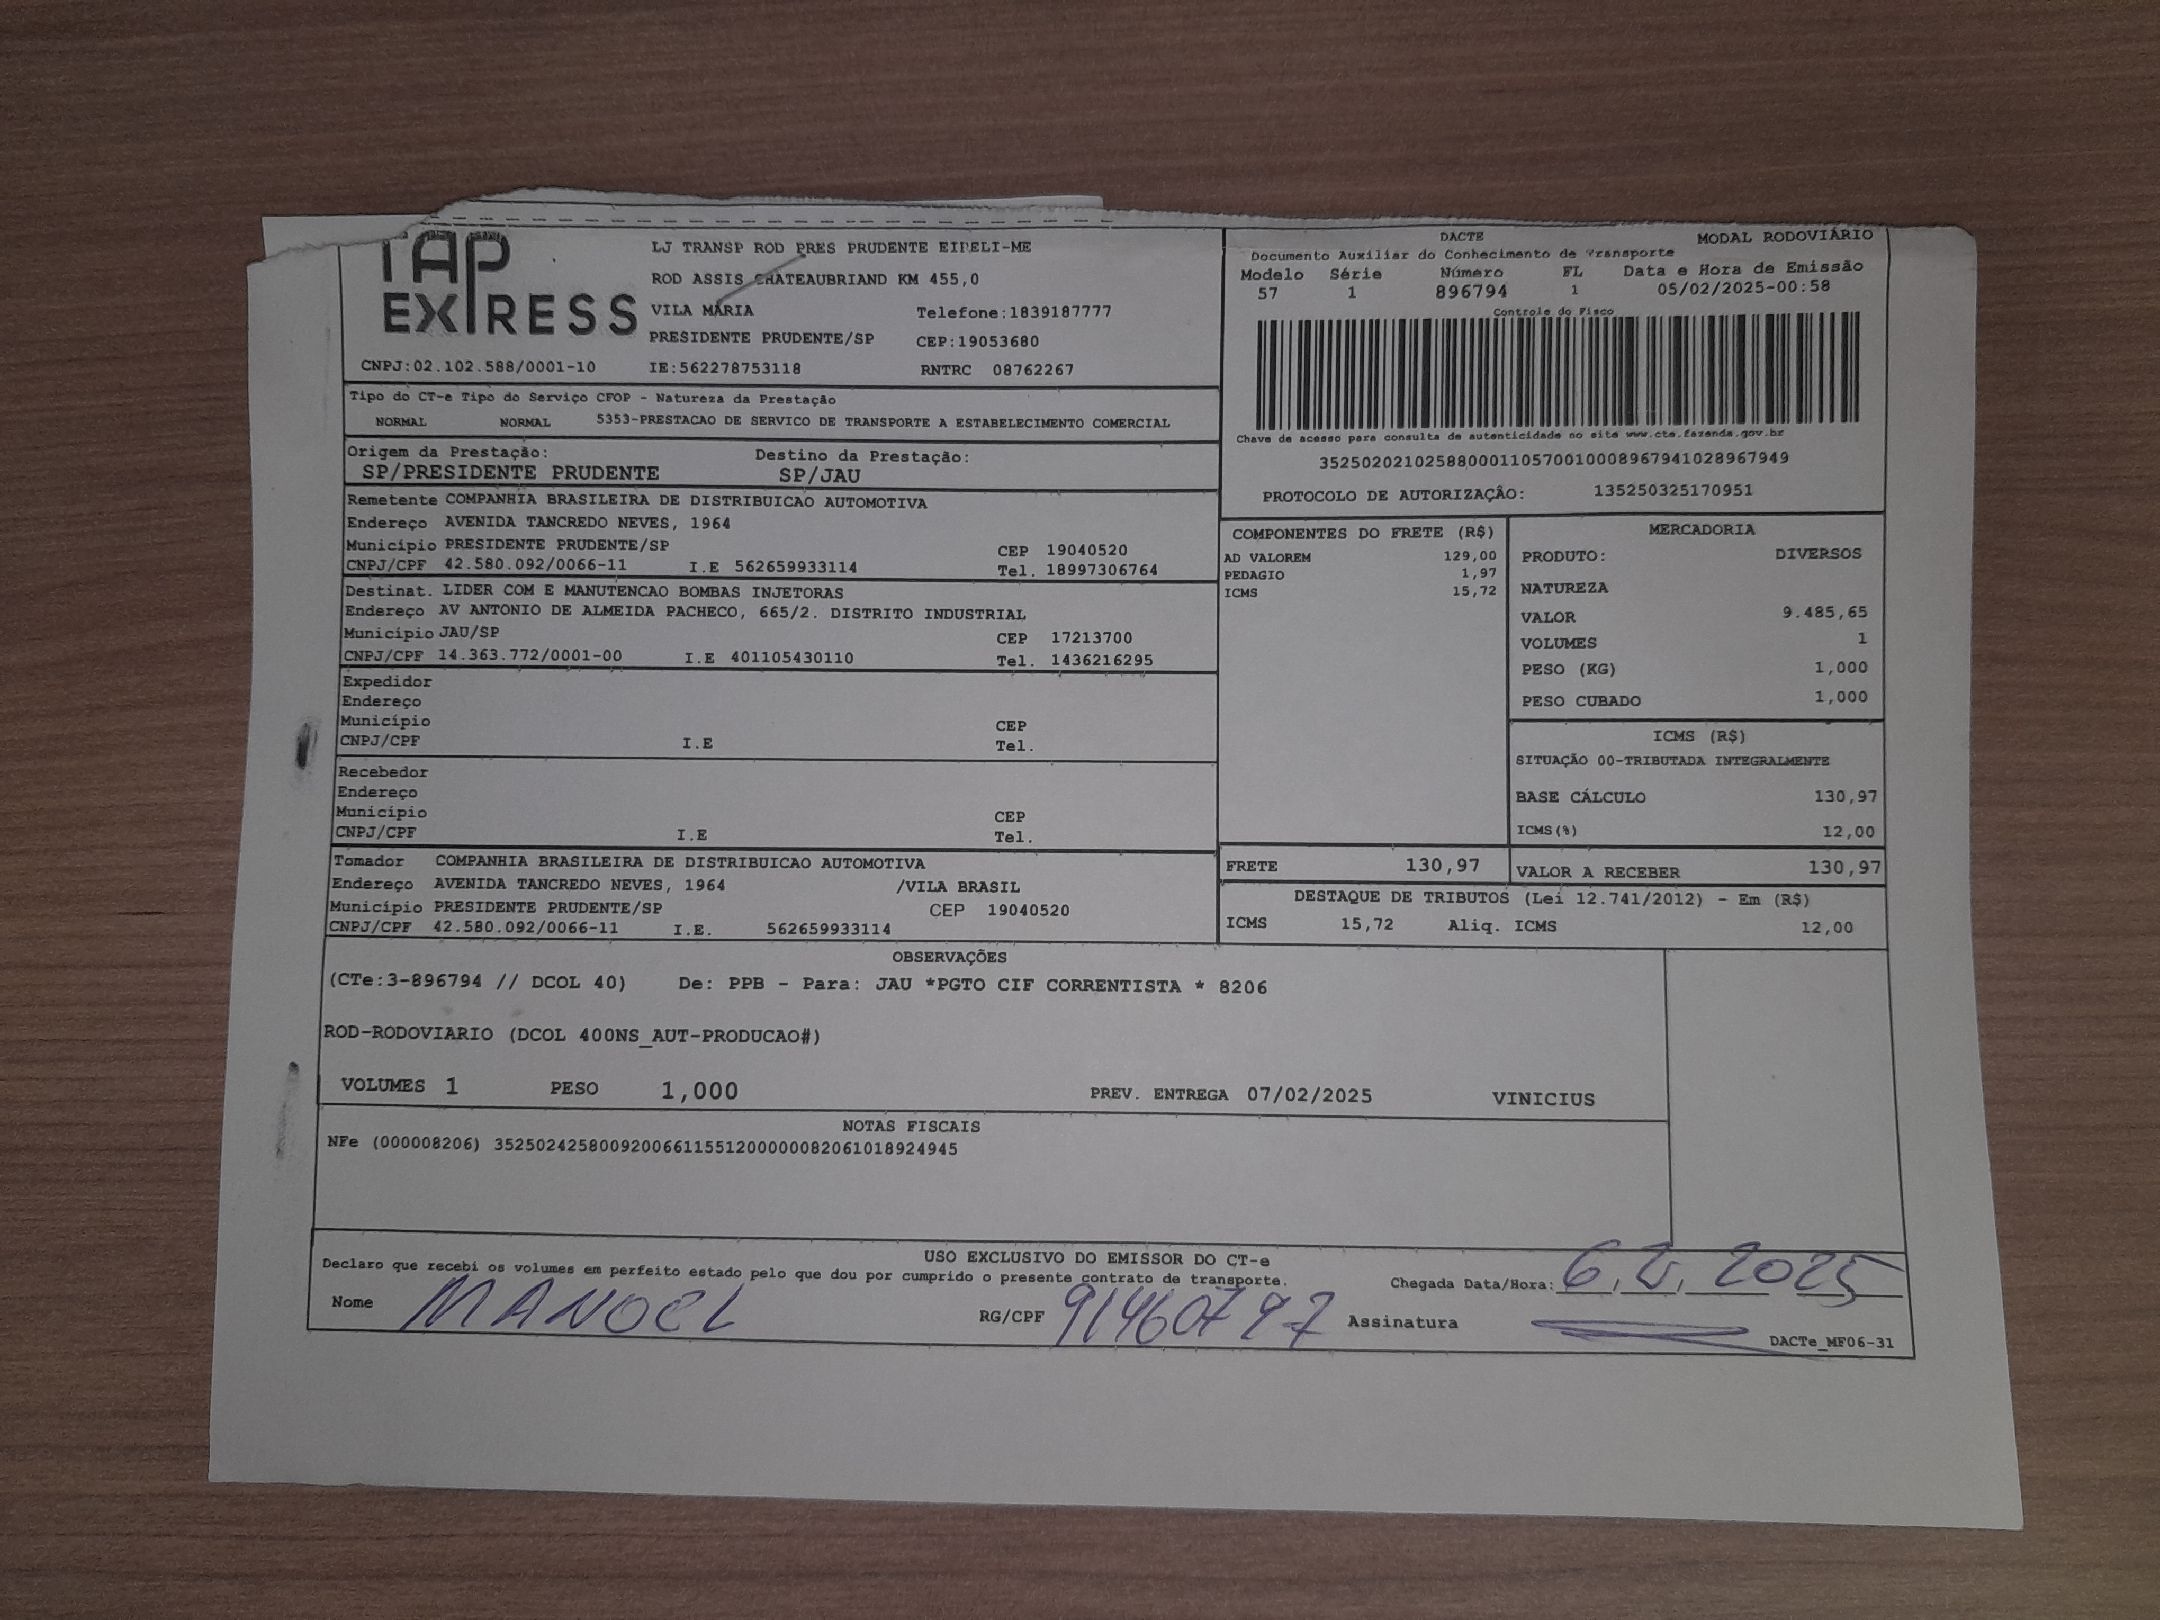 TAP
EXPRESS
CNPJ:02.102.588/0001-10
LJ TRANSP ROD PRES PRUDENTE EIRELI-ME
ROD ASSIS CHATEAUBRIAND KM 455,0
VILA MARIA Telefone:1839187777
PRESIDENTE PRUDENTE/SP CEP:19053680
IE:562278753118 RNTRC 08762267
DACTE MODAL RODOVIÁRIO
Documento Auxiliar do Conhecimento de Transporte
Modelo Série Número FL Data e Hora de Emissão
57 1 896794 1 05/02/2025-00:58
Controle do Fisco
Chave de acesso para consulta de autenticidade no site www.cte.fazenda.gov.br
35250202102588000110570010008967941028967949
PROTOCOLO DE AUTORIZAÇÂO: 135250325170951
Tipo do CT-e Tipo do Serviço CFOP - Natureza da Prestação
NORMAL NORMAL 5353-PRESTACAO DE SERVICO DE TRANSPORTE A ESTABELECIMENTO COMERCIAL
Origem da Prestação: Destino da Prestação:
SP/PRESIDENTE PRUDENTE SP/JAU
Remetente COMPANHIA BRASILEIRA DE DISTRIBUICAO AUTOMOTIVA
Endereço AVENIDA TANCREDO NEVES, 1964
Município PRESIDENTE PRUDENTE/SP CEP 19040520
CNPJ/CPF 42.580.092/0066-11 I.E 562659933114 Tel. 18997306764
Destinat. LIDER COM E MANUTENCAO BOMBAS INJETORAS
Endereço AV ANTONIO DE ALMEIDA PACHECO, 665/2. DISTRITO INDUSTRIAL
Município JAU/SP CEP 17213700
CNPJ/CPF 14.363.772/0001-00 I.E 401105430110 Tel. 1436216295
Expedidor
Endereço
Município CEP
CNPJ/CPF I.E Tel.
Recebedor
Endereço
Município CEP
CNPJ/CPF I.E Tel.
Tomador COMPANHIA BRASILEIRA DE DISTRIBUICAO AUTOMOTIVA
Endereço AVENIDA TANCREDO NEVES, 1964 /VILA BRASIL
Município PRESIDENTE PRUDENTE/SP CEP 19040520
CNPJ/CPF 42.580.092/0066-11 I.E. 562659933114
COMPONENTES DO FRETE (R$)
AD VALOREM 129,00
PEDAGIO 1,97
ICMS 15,72
FRETE 130,97
MERCADORIA
PRODUTO: DIVERSOS
NATUREZA
VALOR 9.485,65
VOLUMES 1
PESO (KG) 1,000
PESO CUBADO 1,000
ICMS (R$)
SITUAÇÃO 00-TRIBUTADA INTEGRALMENTE
BASE CÁLCULO 130,97
ICMS(%) 12,00
VALOR A RECEBER 130,97
DESTAQUE DE TRIBUTOS (Lei 12.741/2012) - Em (R$)
ICMS 15,72 Aliq. ICMS 12,00
OBSERVAÇÕES
(CTe:3-896794 // DCOL 40) De: PPB - Para: JAU *PGTO CIF CORRENTISTA * 8206
ROD-RODOVIARIO (DCOL 400NS_AUT-PRODUCAO#)
VOLUMES 1 PESO 1,000 PREV. ENTREGA 07/02/2025 VINICIUS
NOTAS FISCAIS
NFe (000008206) 35250242580092006611551200000082061018924945
USO EXCLUSIVO DO EMISSOR DO CT-e
Declaro que recebi os volumes em perfeito estado pelo que dou por cumprido o presente contrato de transporte. Chegada Data/Hora: 6.2.2025
Nome MANOEL RG/CPF Assinatura
DACTe_MF06-31